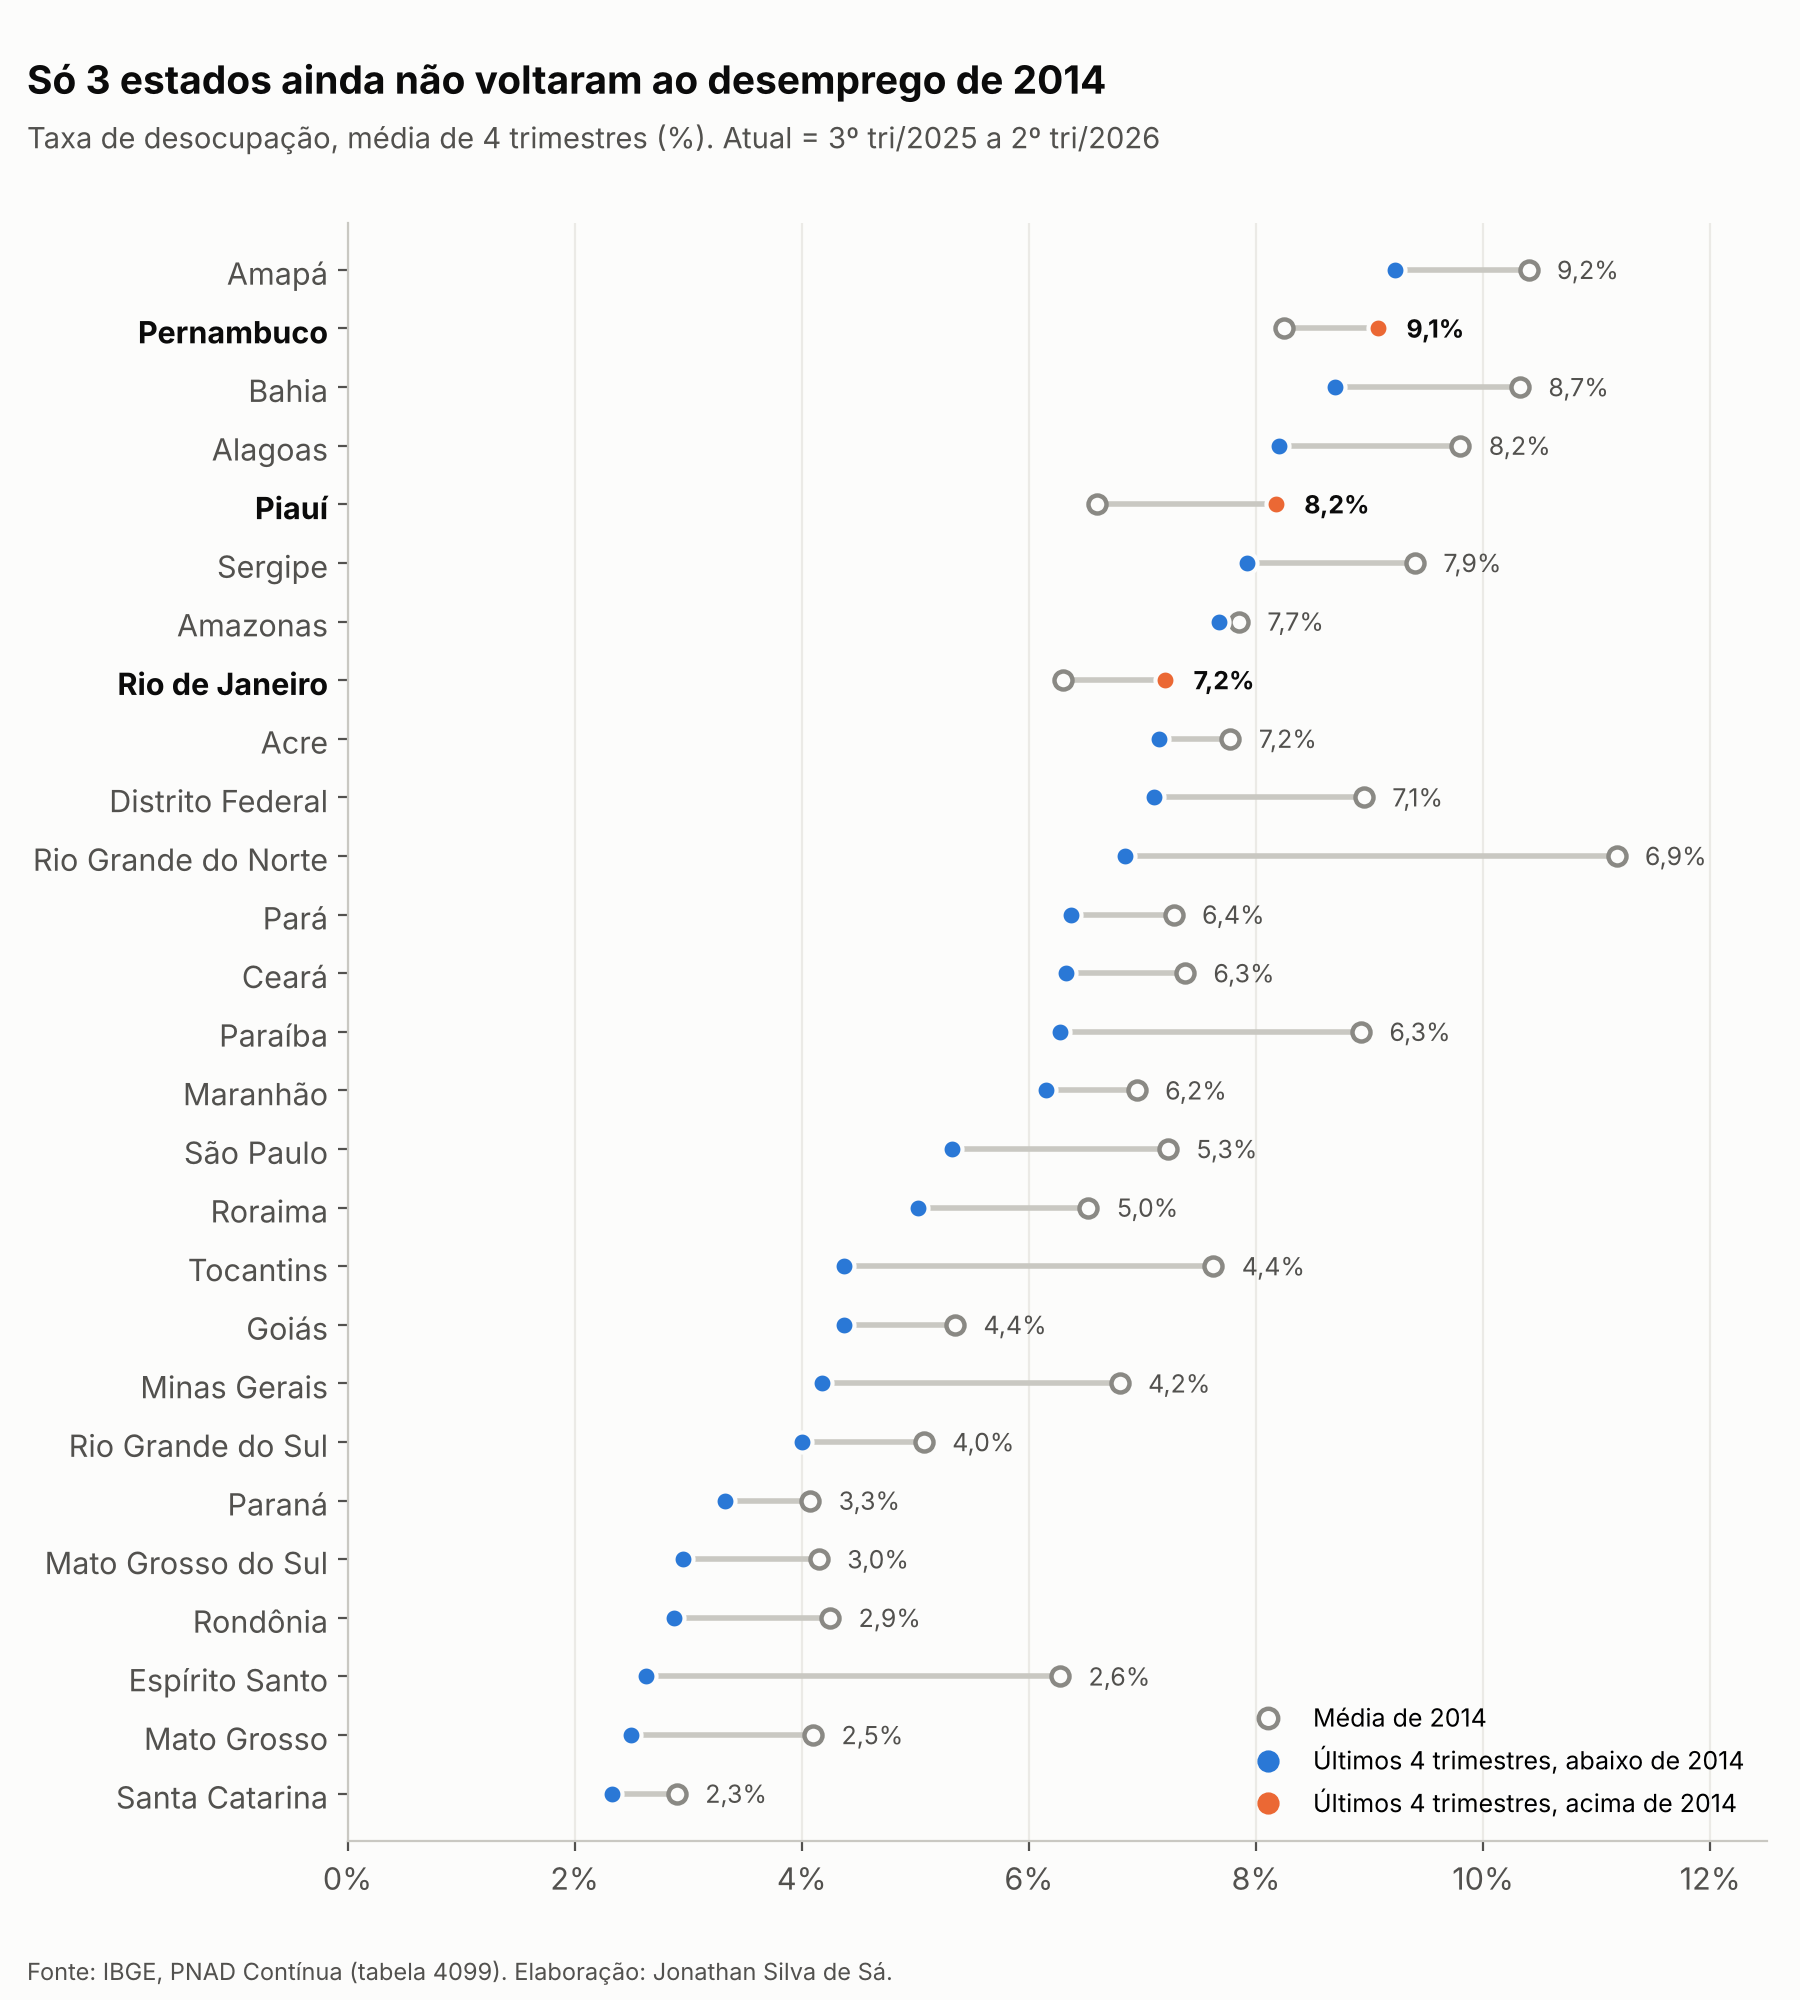 Só 3 estados ainda não voltaram ao desemprego de 2014
Taxa de desocupação, média de 4 trimestres (%). Atual = 3º tri/2025 a 2º tri/2026
Amapá 9,2%
Pernambuco 9,1%
Bahia 8,7%
Alagoas 8,2%
Piauí 8,2%
Sergipe 7,9%
Amazonas 7,7%
Rio de Janeiro 7,2%
Acre 7,2%
Distrito Federal 7,1%
Rio Grande do Norte 6,9%
Pará 6,4%
Ceará 6,3%
Paraíba 6,3%
Maranhão 6,2%
São Paulo 5,3%
Roraima 5,0%
Tocantins 4,4%
Goiás 4,4%
Minas Gerais 4,2%
Rio Grande do Sul 4,0%
Paraná 3,3%
Mato Grosso do Sul 3,0%
Rondônia 2,9%
Espírito Santo 2,6%
Mato Grosso 2,5%
Santa Catarina 2,3%
Média de 2014
Últimos 4 trimestres, abaixo de 2014
Últimos 4 trimestres, acima de 2014
0% 2% 4% 6% 8% 10% 12%
Fonte: IBGE, PNAD Contínua (tabela 4099). Elaboração: Jonathan Silva de Sá.